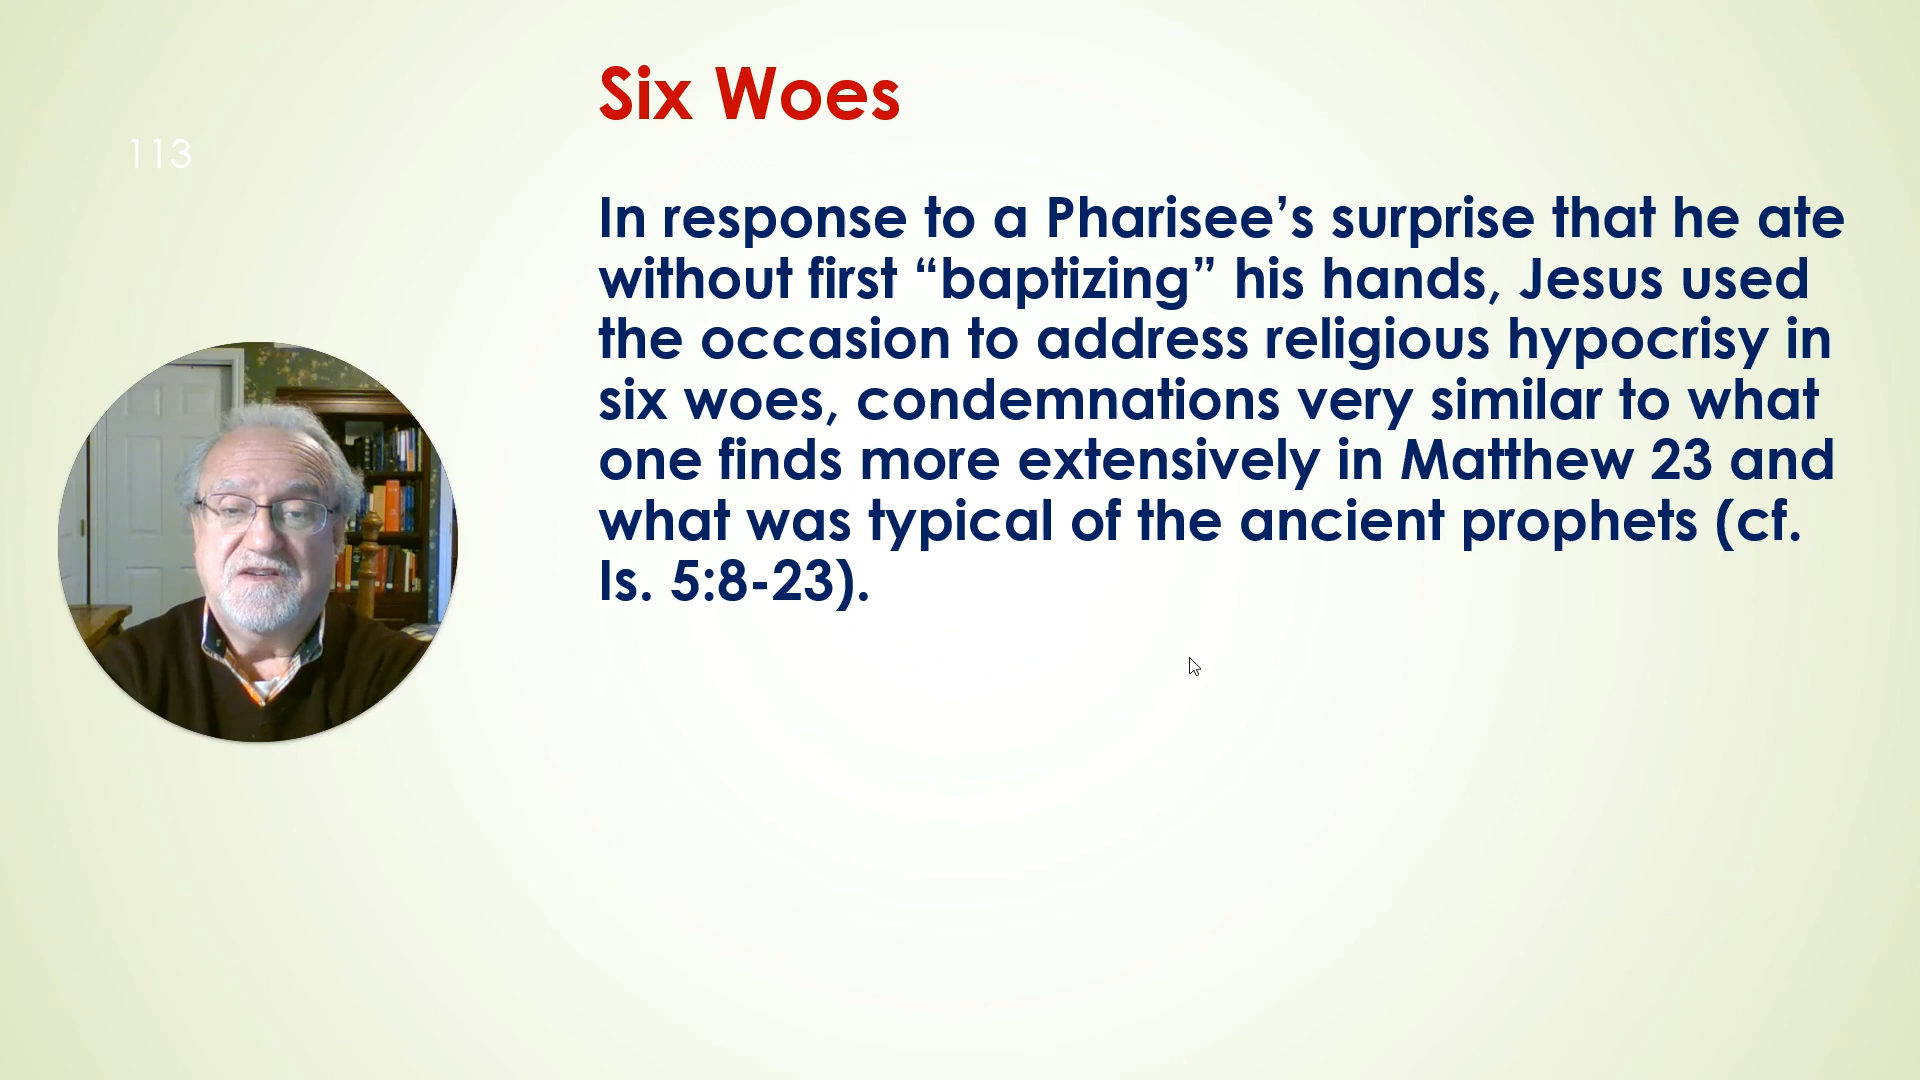 Six Woes
113
In response to a Pharisee’s surprise that he ate
without first “baptizing” his hands, Jesus used
the occasion to address religious hypocrisy in
six woes, condemnations very similar to what
one finds more extensively in Matthew 23 and
what was typical of the ancient prophets (cf.
Is. 5:8-23).